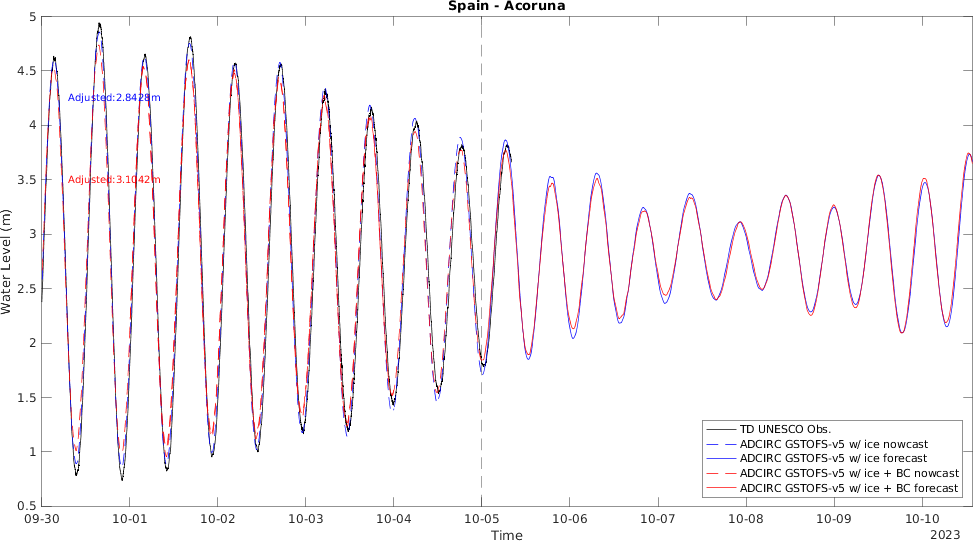 Spain - Acoruna
5
4.5
4
3.5
3
2.5
2
1.5
1
0.5
Water Level (m)
Adjusted:2.8428m
Adjusted:3.1042m
TD UNESCO Obs.
ADCIRC GSTOFS-v5 w/ ice nowcast
ADCIRC GSTOFS-v5 w/ ice forecast
ADCIRC GSTOFS-v5 w/ ice + BC nowcast
ADCIRC GSTOFS-v5 w/ ice + BC forecast
09-30 10-01 10-02 10-03 10-04 10-05 10-06 10-07 10-08 10-09 10-10
Time
2023